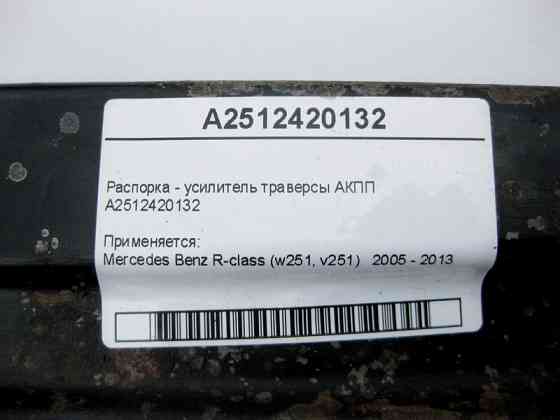 A2512420132
Распорка - усилитель траверсы АКПП
A2512420132
Применяется:
Mercedes Benz R-class (w251, v251) 2005 - 2013